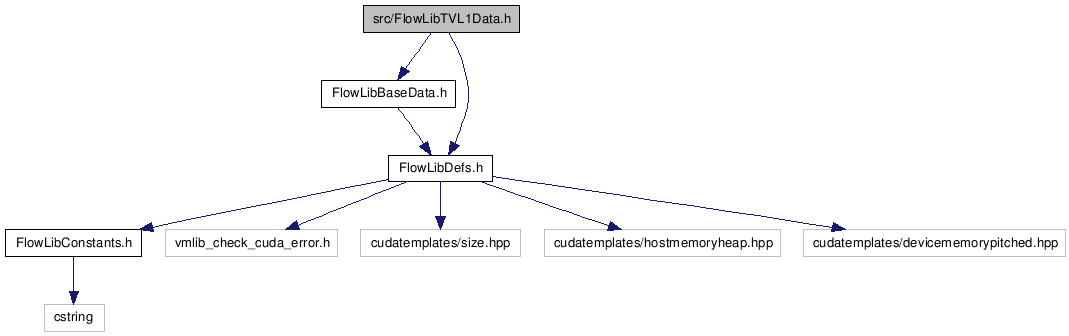 src/FlowLibTVL1Data.h
FlowLibBaseData.h
FlowLibDefs.h
FlowLibConstants.h
vmlib_check_cuda_error.h
cudatemplates/size.hpp
cudatemplates/hostmemoryheap.hpp
cudatemplates/devicememorypitched.hpp
cstring